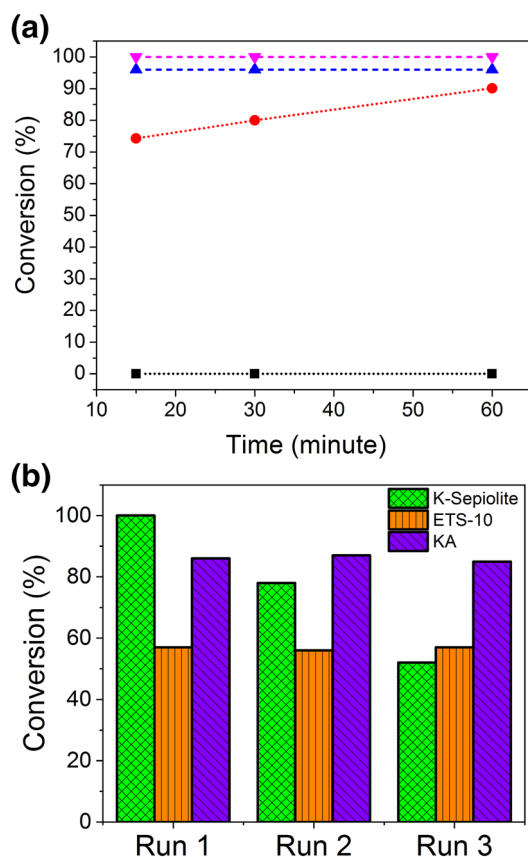 (a)
100
90
80
70
60
50
40
30
20
10
0
Conversion (%)
10 20 30 40 50 60
Time (minute)
(b)
K-Sepiolite
ETS-10
KA
100
80
60
40
20
0
Conversion (%)
Run 1 Run 2 Run 3